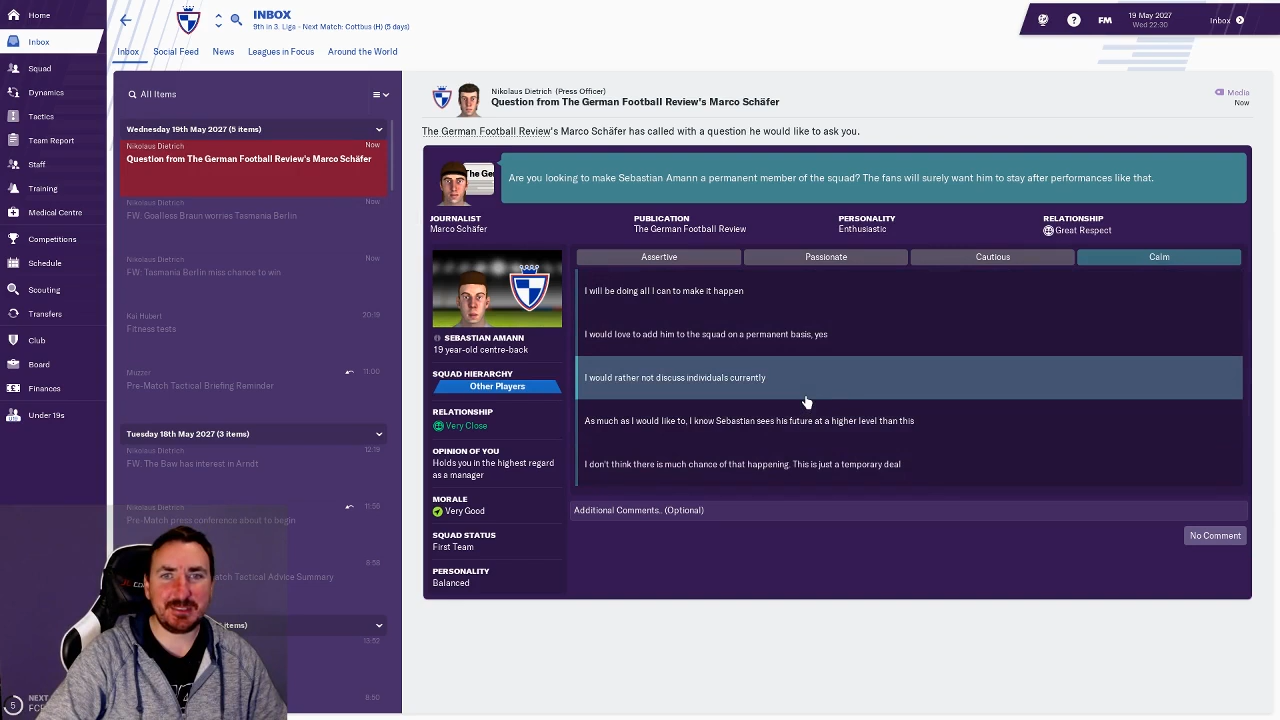 Home
Inbox
Squad
Dynamics
Tactics
Team Report
Staff
Training
Medical Centre
Competitions
Schedule
Scouting
Transfers
Club
Board
Finances
Under 19s
NEXT
5
INBOX
9th in 3. Liga - Next Match: Cottbus (H) (5 days)
FM
19 May 2027
Wed 22:30
Inbox
Inbox
Social Feed
News
Leagues in Focus
Around the World
All Items
Wednesday 19th May 2027 (5 items)
Nikolaus Dietrich
Now
Question from The German Football Review's Marco Schäfer
Nikolaus Dietrich
Now
FW: Goalless Braun worries Tasmania Berlin
Nikolaus Dietrich
Now
FW: Tasmania Berlin miss chance to win
Kai Hubert
20:19
Fitness tests
Muzzer
11:00
Pre-Match Tactical Briefing Reminder
Tuesday 18th May 2027 (3 items)
Nikolaus Dietrich
12:19
FW: The Baw has interest in Arndt
Nikolaus Dietrich
Pre-Match press conference about to begin
8:58
atch Tactical Advice Summary
items)
13:52
8:50
Nikolaus Dietrich (Press Officer)
Question from The German Football Review's Marco Schäfer
Media
Now
The German Football Review's Marco Schäfer has called with a question he would like to ask you.
The Ger
Are you looking to make Sebastian Amann a permanent member of the squad? The fans will surely want him to stay after performances like that.
JOURNALIST
Marco Schäfer
PUBLICATION
The German Football Review
PERSONALITY
Enthusiastic
RELATIONSHIP
Great Respect
SEBASTIAN AMANN
19 year-old centre-back
SQUAD HIERARCHY
Other Players
RELATIONSHIP
Very Close
OPINION OF YOU
Holds you in the highest regard
as a manager
MORALE
Very Good
SQUAD STATUS
First Team
PERSONALITY
Balanced
Assertive
Passionate
Cautious
Calm
I will be doing all I can to make it happen
I would love to add him to the squad on a permanent basis, yes
I would rather not discuss individuals currently
As much as I would like to, I know Sebastian sees his future at a higher level than this
I don't think there is much chance of that happening. This is just a temporary deal
Additional Comments.. (Optional)
No Comment